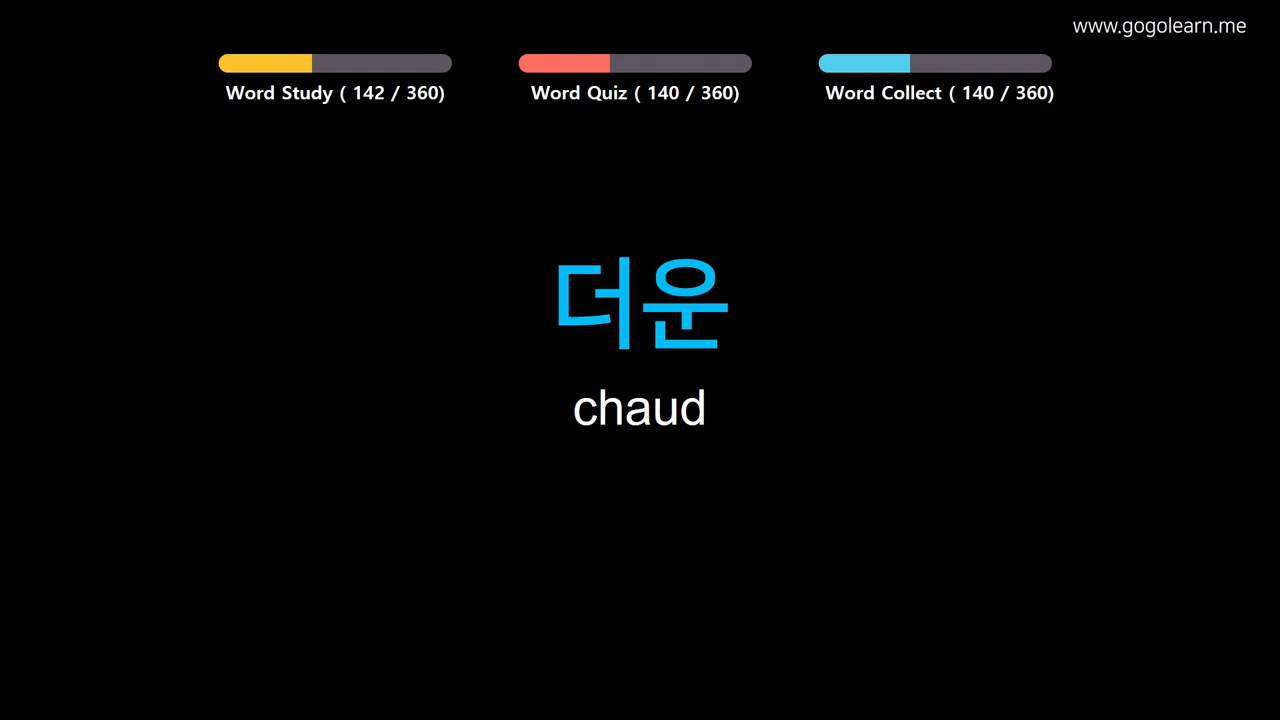 www.gogolearn.me
Word Study ( 142 / 360)
Word Quiz ( 140 / 360)
Word Collect ( 140 / 360)
더운
chaud